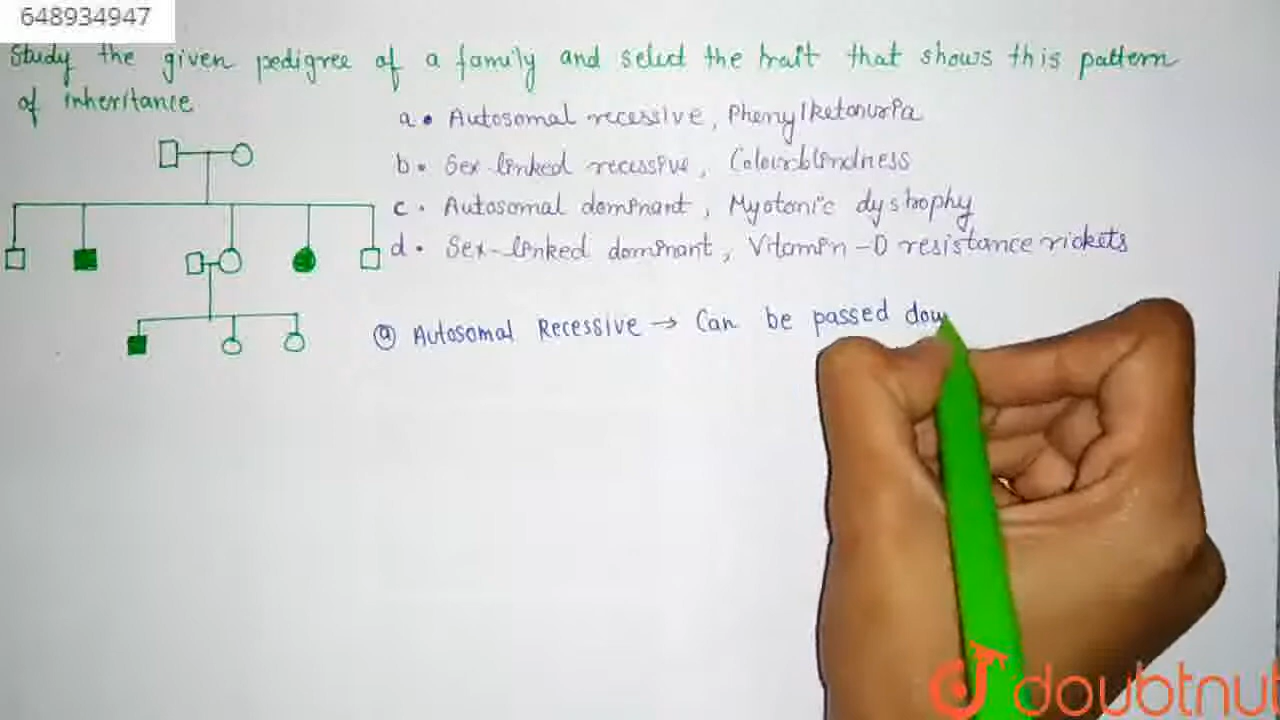 648934947
Study the given pedigree of a family and select the trait that shows this pattern
of inheritance
a. Autosomal recessive, Phenylketonuria
b. Sex-linked recessive, Colourblindness
c. Autosomal dominant, Myotonic dystrophy
d. Sex-linked dominant, Vitamin-D resistance rickets
(a) Autosomal Recessive → Can be passed dow
doubtnut